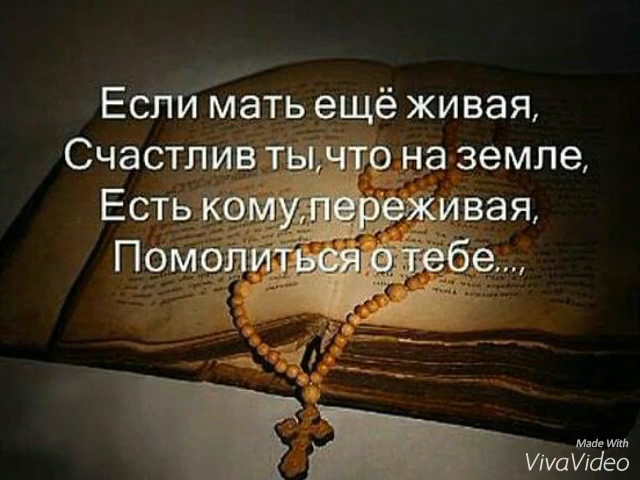 Если мать ещё живая,
Счастлив ты,что на земле,
Есть кому,переживая,
Помолиться о тебе...,
Made With
VivaVideo